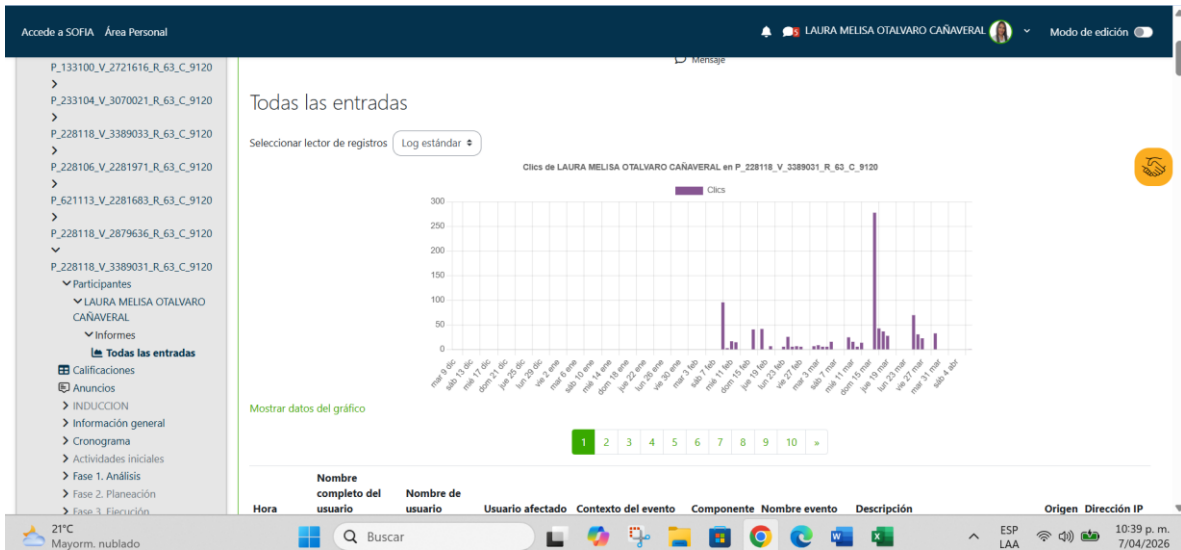 Accede a SOFIA Área Personal
5 LAURA MELISA OTALVARO CAÑAVERAL
Modo de edición
P_133100_V_2721616_R_63_C_9120
P_233104_V_3070021_R_63_C_9120
P_228118_V_3389033_R_63_C_9120
P_228106_V_2281971_R_63_C_9120
P_621113_V_2281683_R_63_C_9120
P_228118_V_2879636_R_63_C_9120
P_228118_V_3389031_R_63_C_9120
Participantes
LAURA MELISA OTALVARO
CAÑAVERAL
Informes
Todas las entradas
Calificaciones
Anuncios
INDUCCION
Información general
Cronograma
Actividades iniciales
Fase 1. Análisis
Fase 2. Planeación
Fase 3. Ejecución
Mensaje
Todas las entradas
Seleccionar lector de registros Log estándar
Clics de LAURA MELISA OTALVARO CAÑAVERAL en P_228118_V_3389031_R_63_C_9120
Clics
300
250
200
150
100
50
0
mar 9 dic
sáb 13 dic
mié 17 dic
dom 21 dic
jue 25 dic
lun 29 dic
vie 2 ene
mar 6 ene
sáb 10 ene
mié 14 ene
dom 18 ene
jue 22 ene
lun 26 ene
vie 30 ene
mar 3 feb
sáb 7 feb
mié 11 feb
dom 15 feb
jue 19 feb
lun 23 feb
vie 27 feb
mar 3 mar
sáb 7 mar
mié 11 mar
dom 15 mar
jue 19 mar
lun 23 mar
vie 27 mar
mar 31 mar
sáb 4 abr
Mostrar datos del gráfico
1 2 3 4 5 6 7 8 9 10 »
Hora
Nombre
completo del
usuario
Nombre de
usuario
Usuario afectado
Contexto del evento
Componente
Nombre evento
Descripción
Origen
Dirección IP
21°C
Mayorm. nublado
Buscar
ESP
LAA
10:39 p. m.
7/04/2026